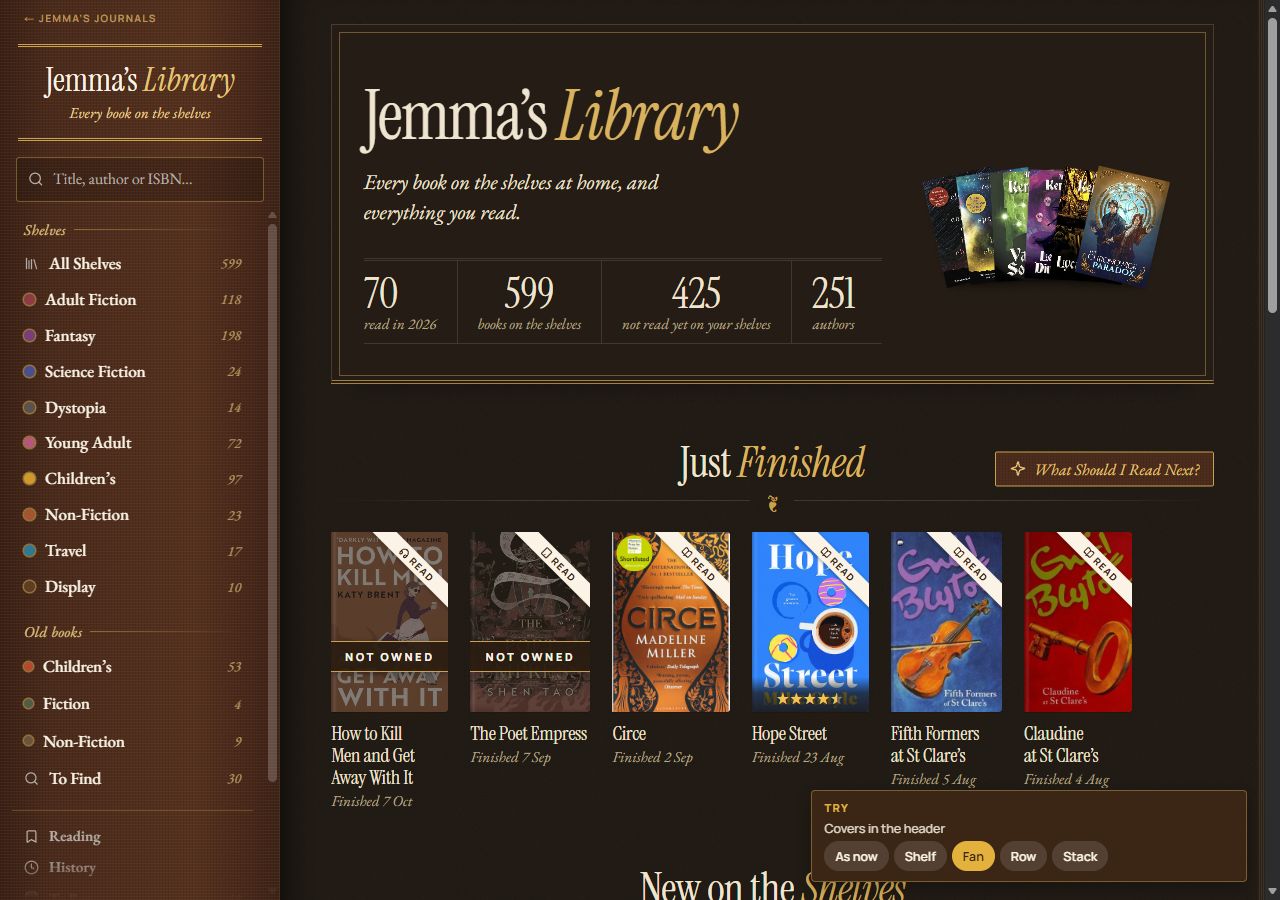 ← JEMMA'S JOURNALS
Jemma's Library
Every book on the shelves
Title, author or ISBN...
Shelves
All Shelves 599
Adult Fiction 118
Fantasy 198
Science Fiction 24
Dystopia 14
Young Adult 72
Children's 97
Non-Fiction 23
Travel 17
Display 10
Old books
Children's 53
Fiction 4
Non-Fiction 9
To Find 30
Reading
History
Jemma's Library
Every book on the shelves at home, and
everything you read.
70 599 425 251
read in 2026 books on the shelves not read yet on your shelves authors
PARADOX
Just Finished
What Should I Read Next?
HOW TO
KILL MEN
KATY BRENT
NOT OWNED
GET AWAY
WITH IT
READ
THE
NOT OWNED
SHEN TAO
READ
Shortlisted
CIRCE
MADELINE
MILLER
READ
Hope
Street
READ
Fifth Formers
at St Clare's
READ
Claudine
at St Clare's
READ
How to Kill
Men and Get
Away With It
Finished 7 Oct
The Poet Empress
Finished 7 Sep
Circe
Finished 2 Sep
Hope Street
Finished 23 Aug
Fifth Formers
at St Clare's
Finished 5 Aug
Claudine
at St Clare's
Finished 4 Aug
New on the Shelves
TRY
Covers in the header
As now Shelf Fan Row Stack